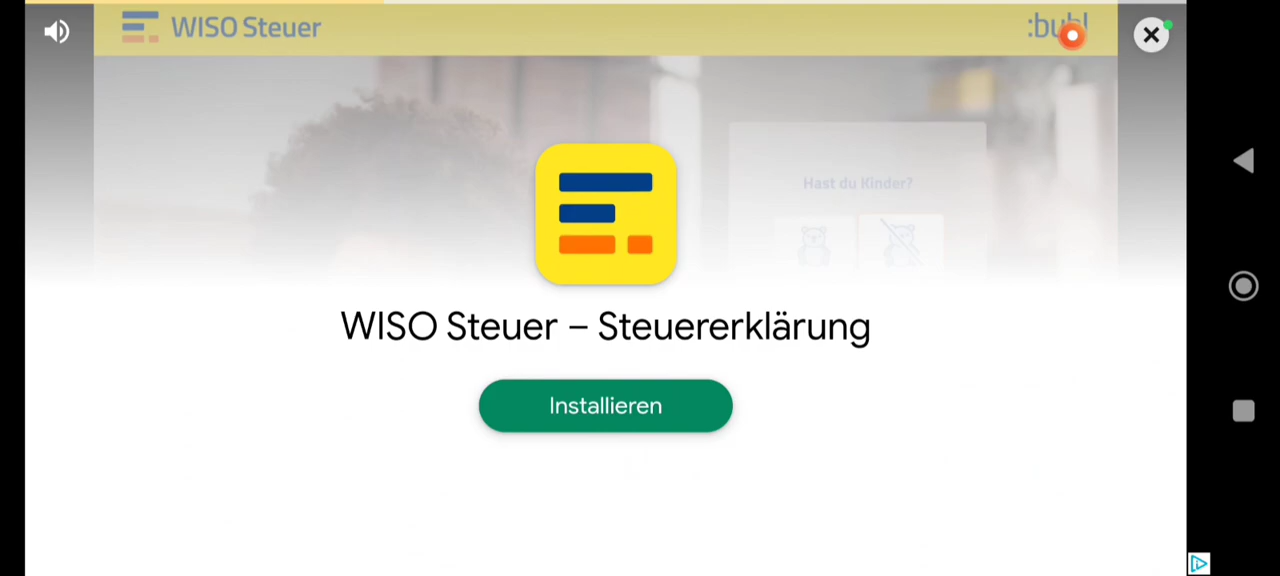 WISO Steuer
Hast du Kinder?
WISO Steuer – Steuererklärung
Installieren